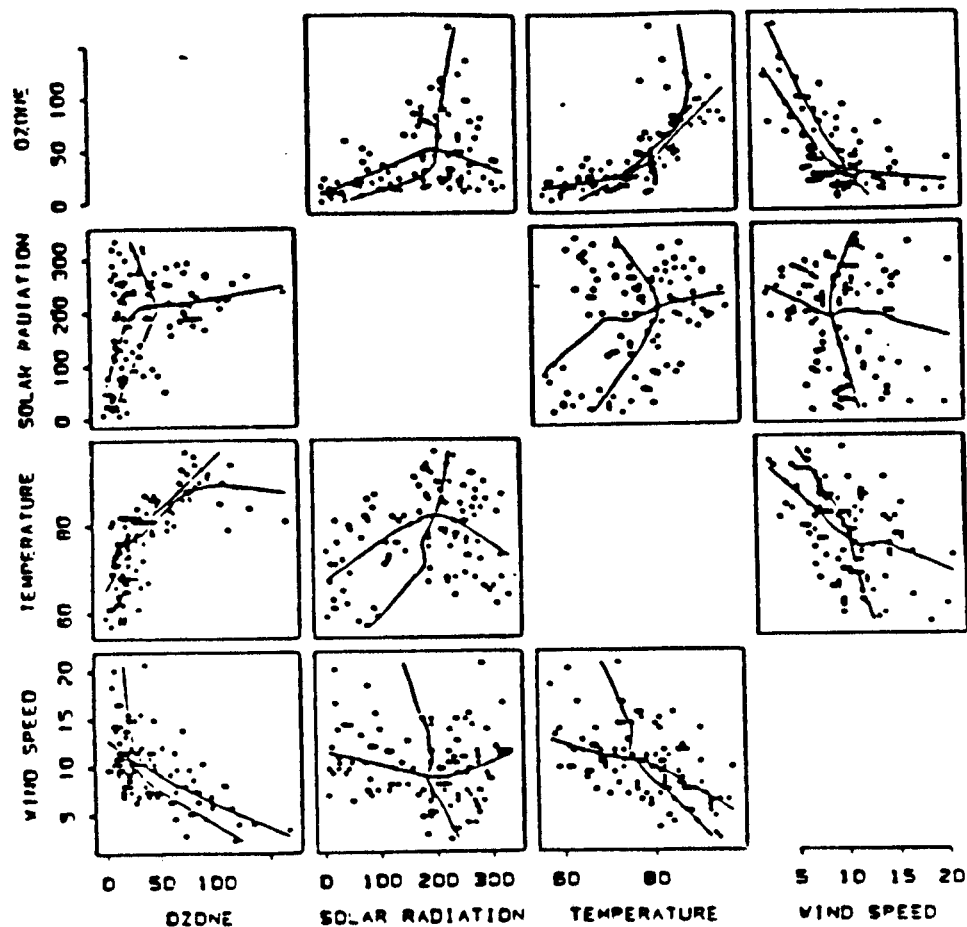 OZONE
0 50 100
SOLAR RADIATION
0 100 200 300
TEMPERATURE
60 80
WIND SPEED
5 10 15 20
0 50 100
0 100 200 300
60 80
5 10 15 20
OZONE
SOLAR RADIATION
TEMPERATURE
WIND SPEED